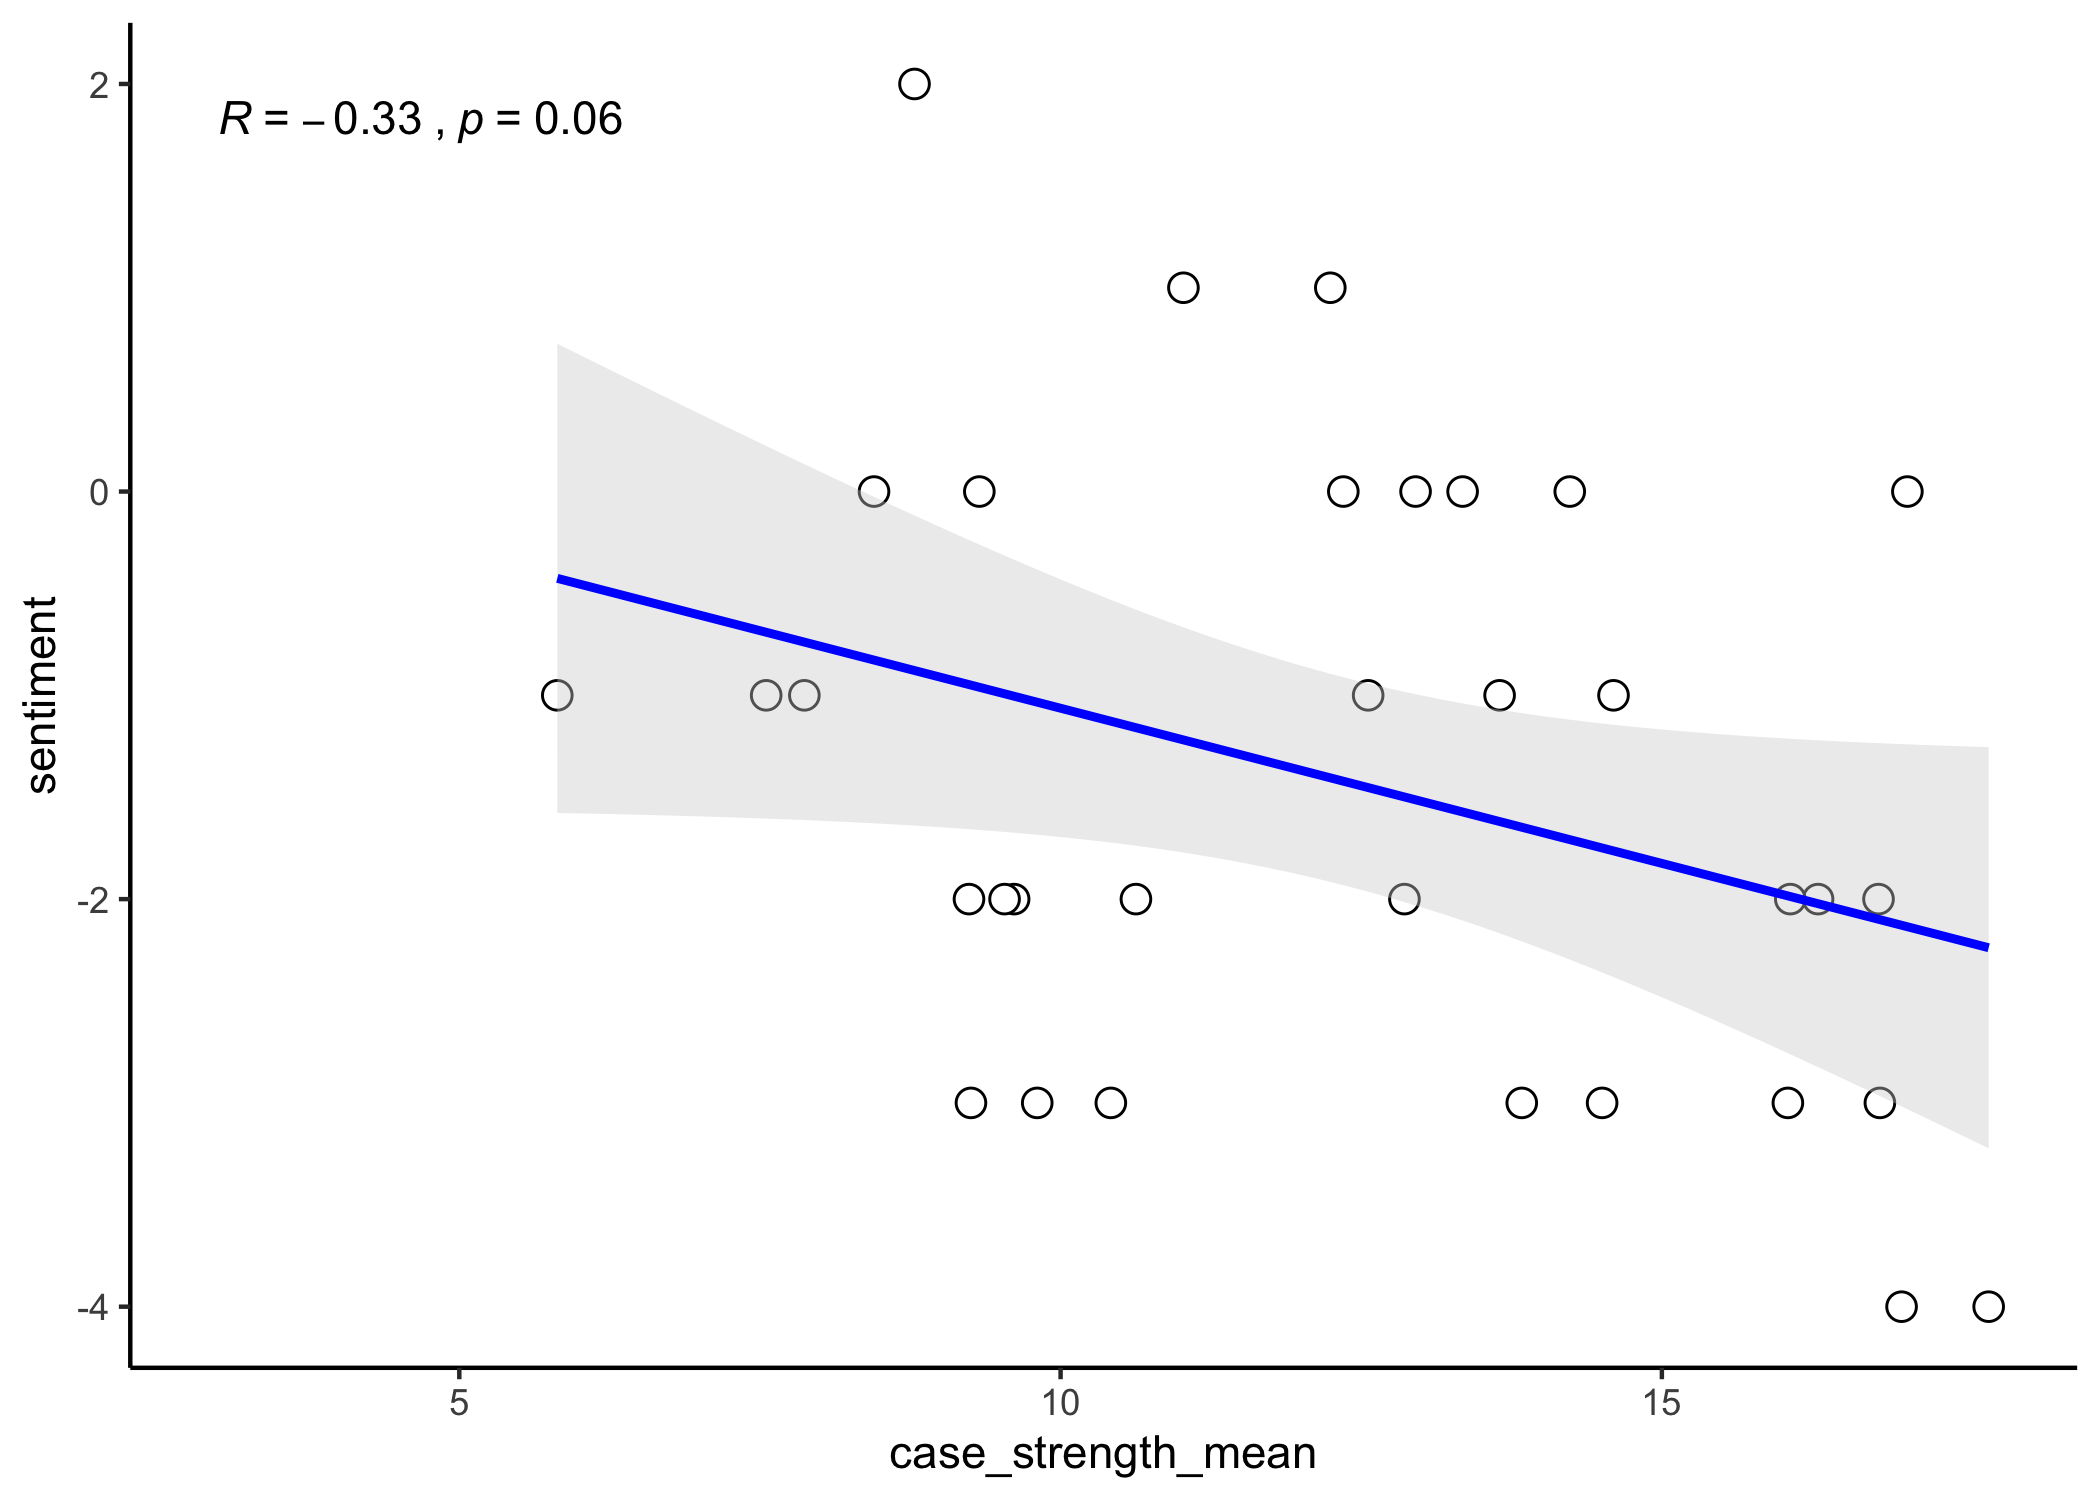 2
R = − 0.33 , p = 0.06
0
sentiment
-2
-4
5 10 15
case_strength_mean